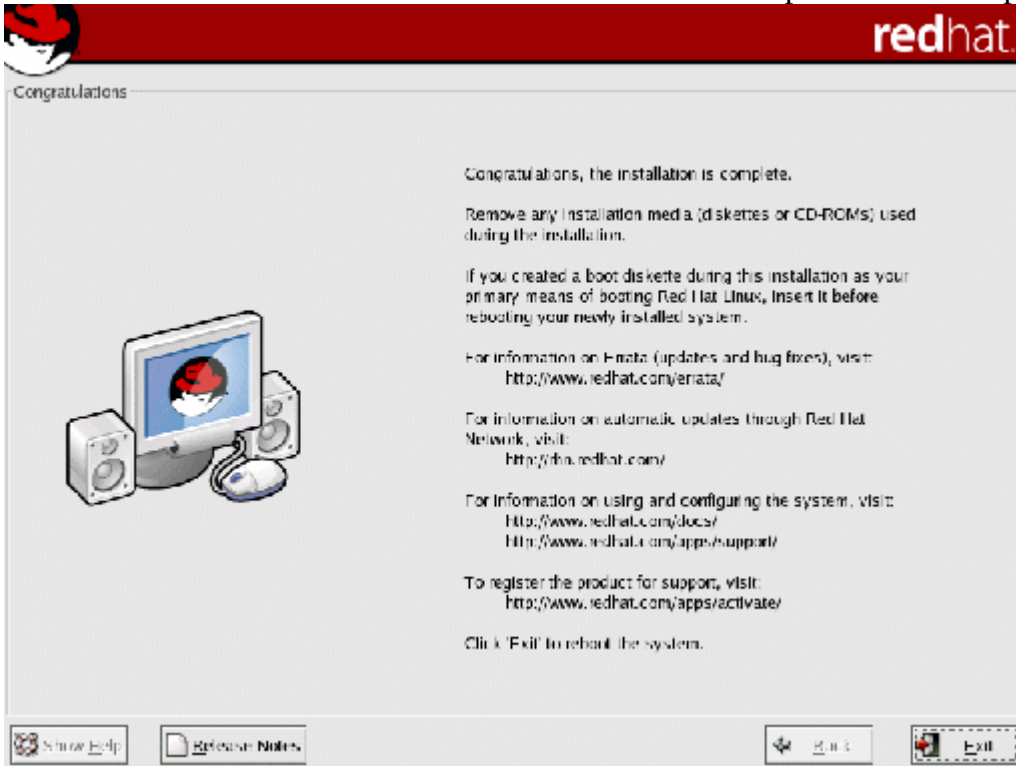 redhat.
Congratulations
Congratulations, the installation is complete.
Remove any installation media (diskettes or CD-ROMs) used
during the installation.
If you created a boot diskette during this installation as your
primary means of booting Red Hat Linux, insert it before
rebooting your newly installed system.
For information on Errata (updates and bug fixes), visit:
http://www.redhat.com/errata/
For information on automatic updates through Red Hat
Network, visit:
http://rhn.redhat.com/
For information on using and configuring the system, visit:
http://www.redhat.com/docs/
http://www.redhat.com/apps/support/
To register the product for support, visit:
http://www.redhat.com/apps/activate/
Click 'Exit' to reboot the system.
Show Help Release Notes Back Exit